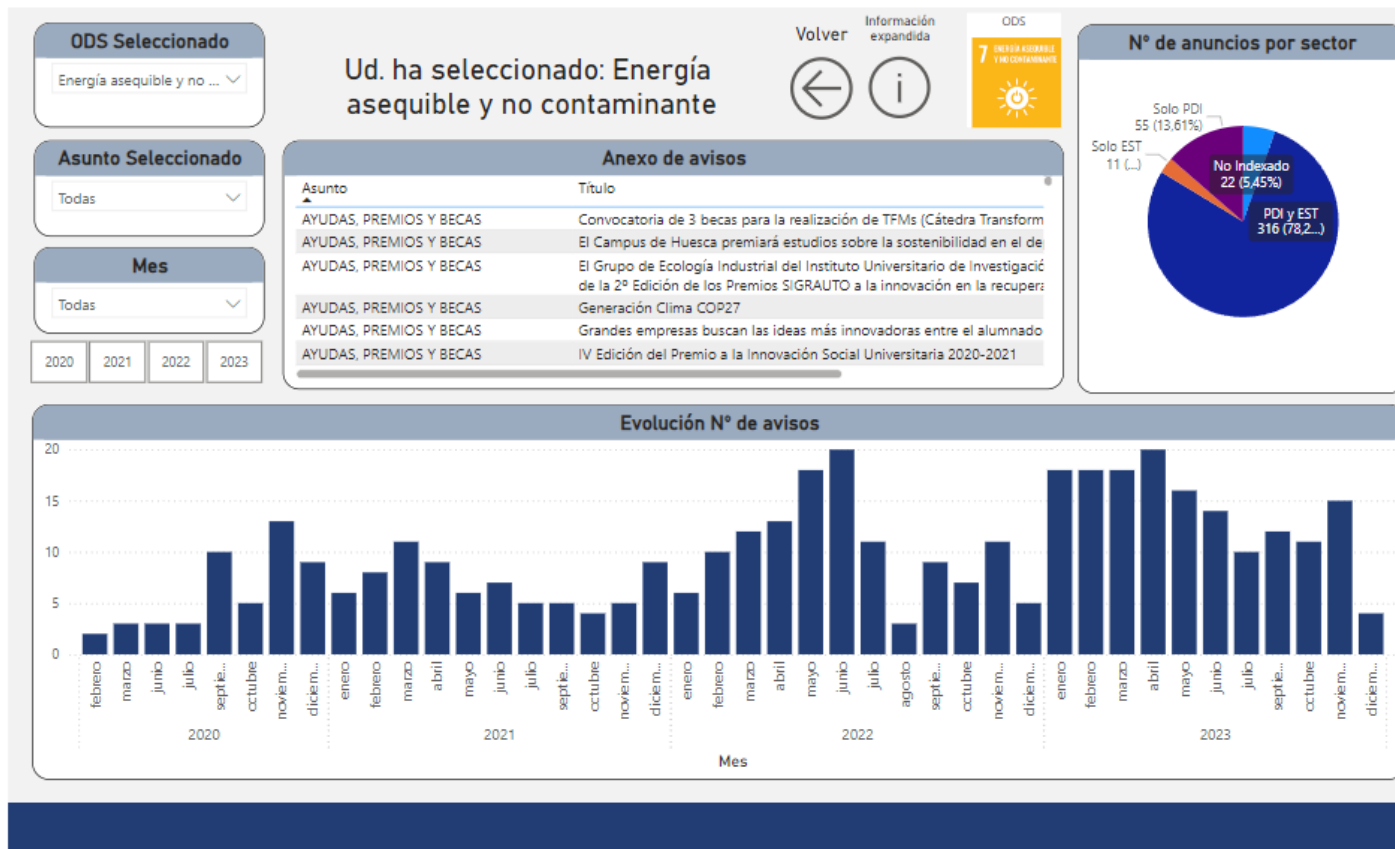 ODS Seleccionado
Energía asequible y no ...
Ud. ha seleccionado: Energía
asequible y no contaminante
Volver
Información
expandida
ODS
7 ENERGÍA ASEQUIBLE
Y NO CONTAMINANTE
Nº de anuncios por sector
Solo PDI
55 (13,61%)
Solo EST
11 (...)
No Indexado
22 (5,45%)
PDI y EST
316 (78,2...)
Asunto Seleccionado
Todas
Mes
Todas
2020 2021 2022 2023
Anexo de avisos
Asunto Título
AYUDAS, PREMIOS Y BECAS Convocatoria de 3 becas para la realización de TFMs (Cátedra Transform
AYUDAS, PREMIOS Y BECAS El Campus de Huesca premiará estudios sobre la sostenibilidad en el de
AYUDAS, PREMIOS Y BECAS El Grupo de Ecología Industrial del Instituto Universitario de Investigació
de la 2ª Edición de los Premios SIGRAUTO a la innovación en la recupera
AYUDAS, PREMIOS Y BECAS Generación Clima COP27
AYUDAS, PREMIOS Y BECAS Grandes empresas buscan las ideas más innovadoras entre el alumnado
AYUDAS, PREMIOS Y BECAS IV Edición del Premio a la Innovación Social Universitaria 2020-2021
Evolución Nº de avisos
20
15
10
5
0
febrero marzo junio julio septie... octubre noviem... diciem... enero febrero marzo abril mayo junio julio septie... octubre noviem... diciem... enero febrero marzo abril mayo junio julio agosto septie... octubre noviem... diciem... enero febrero marzo abril mayo junio julio septie... octubre noviem... diciem...
2020 2021 2022 2023
Mes